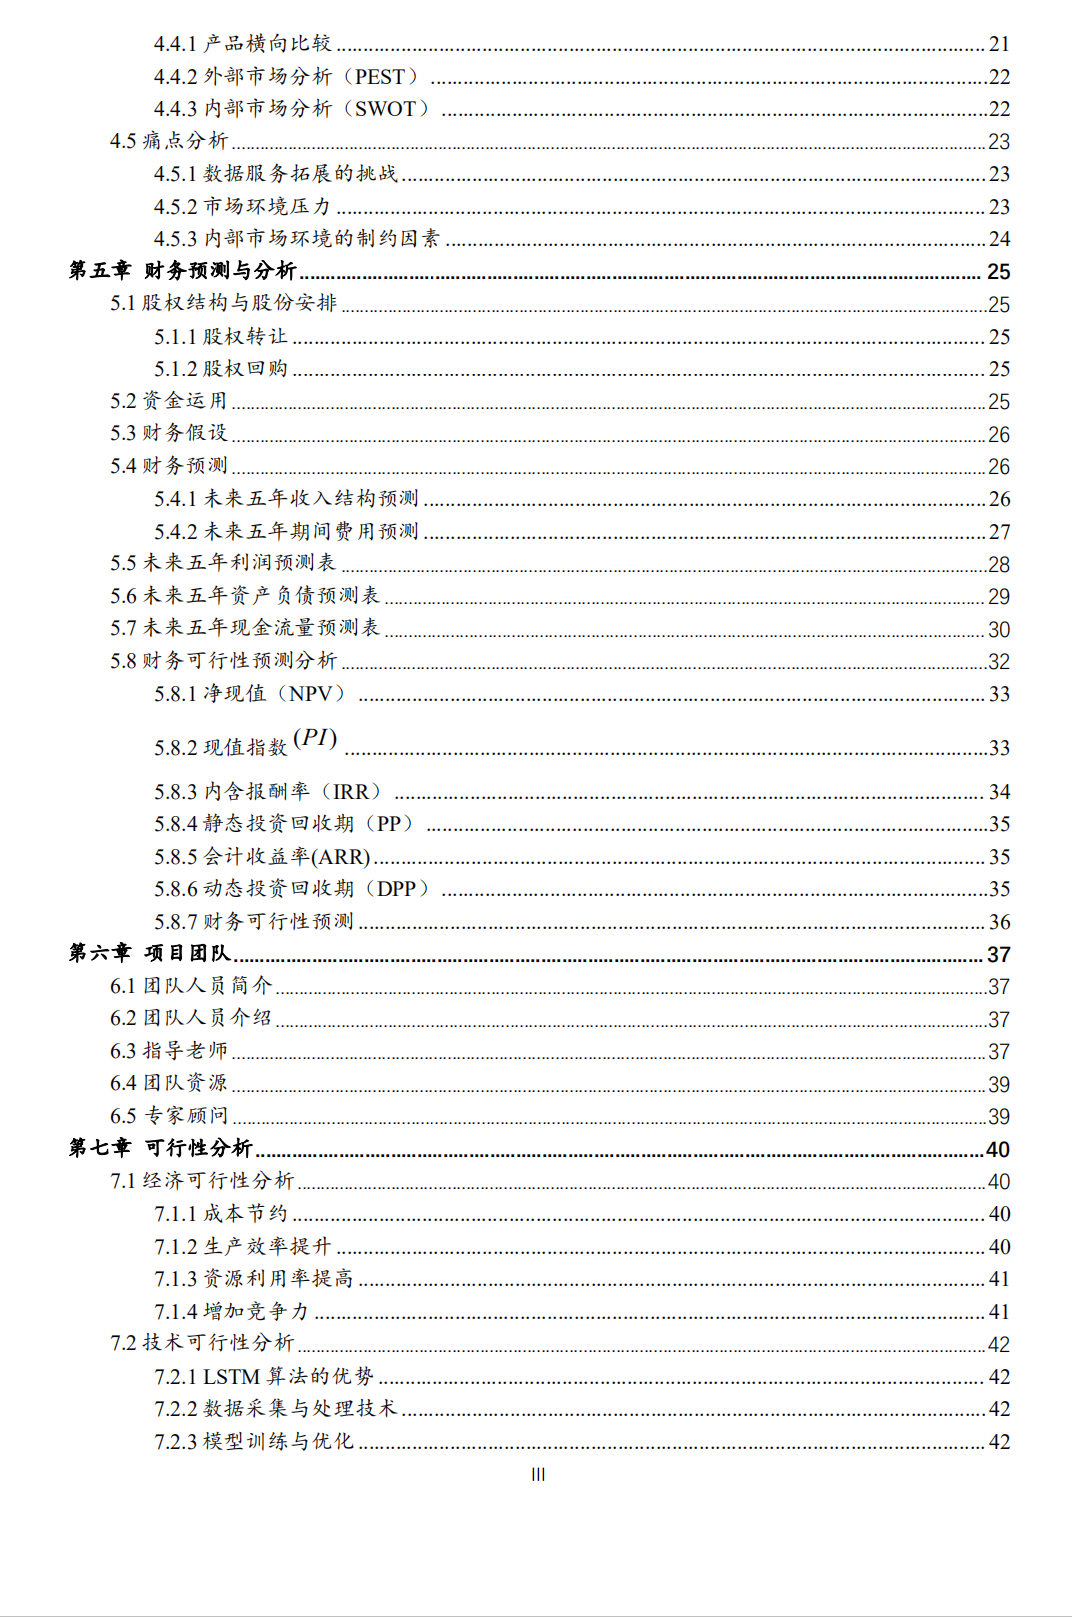 4.4.1 产品横向比较 21
4.4.2 外部市场分析（PEST） 22
4.4.3 内部市场分析（SWOT） 22
4.5 痛点分析 23
4.5.1 数据服务拓展的挑战 23
4.5.2 市场环境压力 23
4.5.3 内部市场环境的制约因素 24
第五章 财务预测与分析 25
5.1 股权结构与股份安排 25
5.1.1 股权转让 25
5.1.2 股权回购 25
5.2 资金运用 25
5.3 财务假设 26
5.4 财务预测 26
5.4.1 未来五年收入结构预测 26
5.4.2 未来五年期间费用预测 27
5.5 未来五年利润预测表 28
5.6 未来五年资产负债预测表 29
5.7 未来五年现金流量预测表 30
5.8 财务可行性预测分析 32
5.8.1 净现值（NPV） 33
5.8.2 现值指数 (PI) 33
5.8.3 内含报酬率（IRR） 34
5.8.4 静态投资回收期（PP） 35
5.8.5 会计收益率(ARR) 35
5.8.6 动态投资回收期（DPP） 35
5.8.7 财务可行性预测 36
第六章 项目团队 37
6.1 团队人员简介 37
6.2 团队人员介绍 37
6.3 指导老师 37
6.4 团队资源 39
6.5 专家顾问 39
第七章 可行性分析 40
7.1 经济可行性分析 40
7.1.1 成本节约 40
7.1.2 生产效率提升 40
7.1.3 资源利用率提高 41
7.1.4 增加竞争力 41
7.2 技术可行性分析 42
7.2.1 LSTM 算法的优势 42
7.2.2 数据采集与处理技术 42
7.2.3 模型训练与优化 42
III